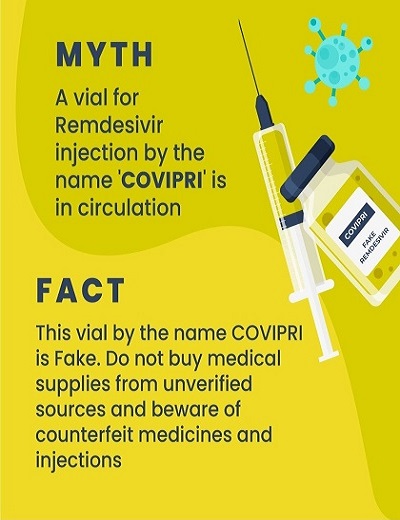 MYTH
A vial for
Remdesivir
injection by the
name 'COVIPRI' is
in circulation
COVIPRI
FAKE
REMDESIVIR
FACT
This vial by the name COVIPRI
is Fake. Do not buy medical
supplies from unverified
sources and beware of
counterfeit medicines and
injections